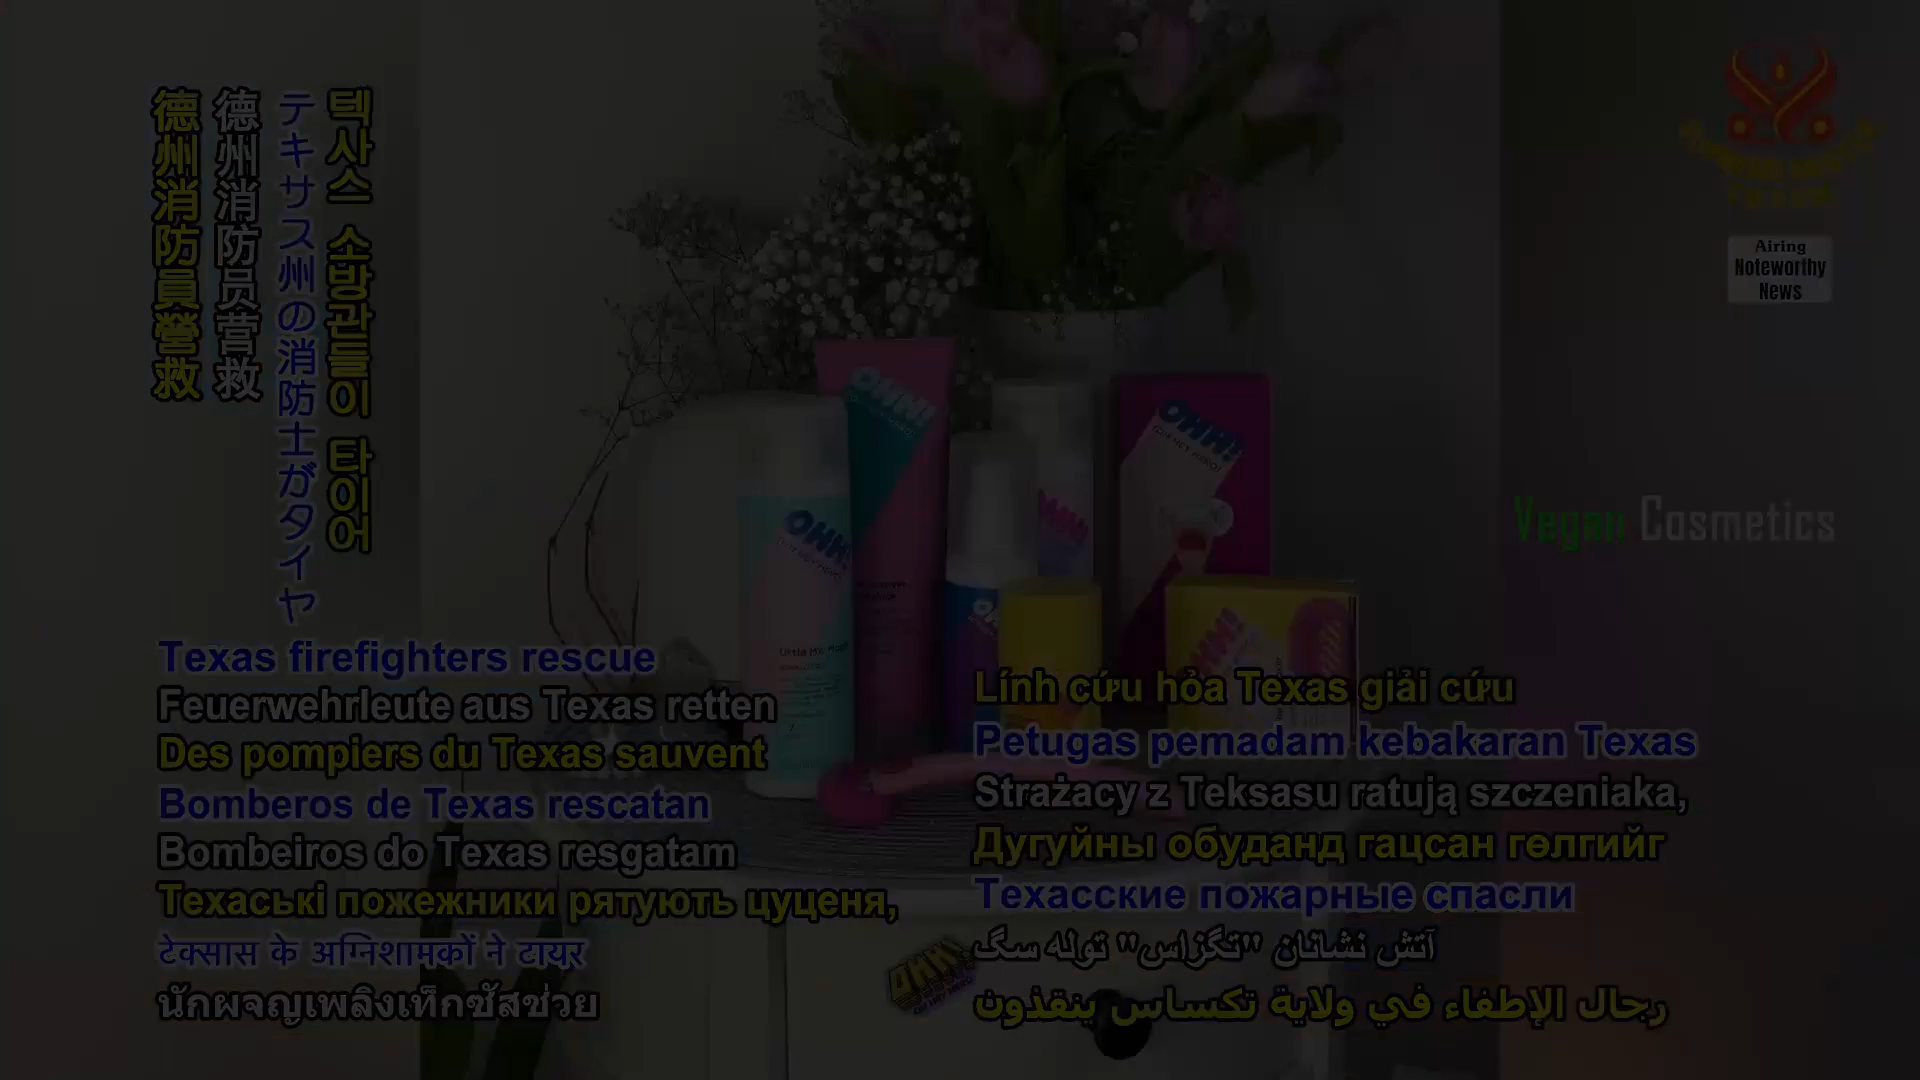 德州消防員營救
德州消防员营救
テキサス州の消防士がタイヤ
텍사스 소방관들이 타이어
Texas firefighters rescue
Feuerwehrleute aus Texas retten
Des pompiers du Texas sauvent
Bomberos de Texas rescatan
Bombeiros do Texas resgatam
Техаські пожежники рятують цуценя,
टेक्सास के अग्निशामकों ने टायर
นักผจญเพลิงเท็กซัสช่วย
Lính cứu hỏa Texas giải cứu
Petugas pemadam kebakaran Texas
Strażacy z Teksasu ratują szczeniaka,
Дугуйны обуданд гацсан гөлгийг
Техасские пожарные спасли
آتش نشانان "تگزاس" توله سگ
رجال الإطفاء في ولاية تكساس ينقذون
Airing
Noteworthy
News
Vegan Cosmetics
OHH!
OHH!
OHH!
OHH!